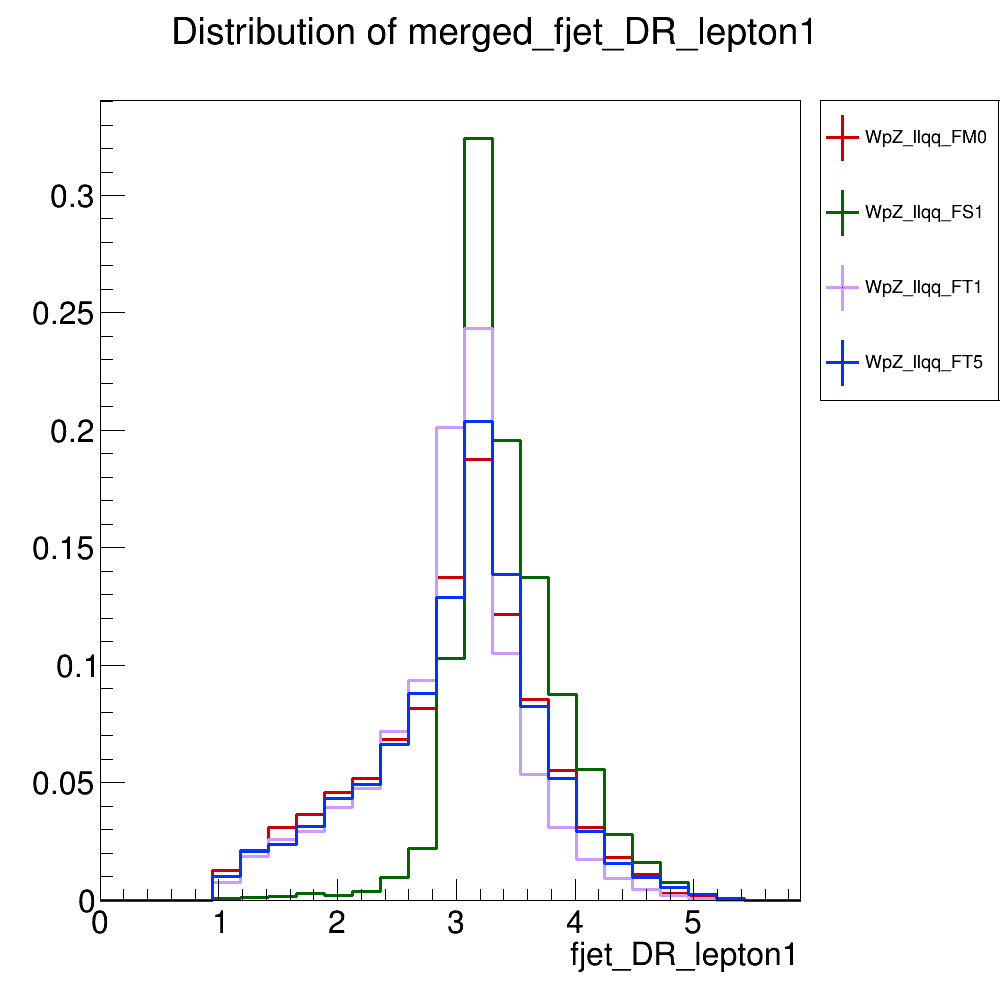 Distribution of merged_fjet_DR_lepton1
WpZ_llqq_FM0
WpZ_llqq_FS1
WpZ_llqq_FT1
WpZ_llqq_FT5
0.3
0.25
0.2
0.15
0.1
0.05
0
0 1 2 3 4 5
fjet_DR_lepton1